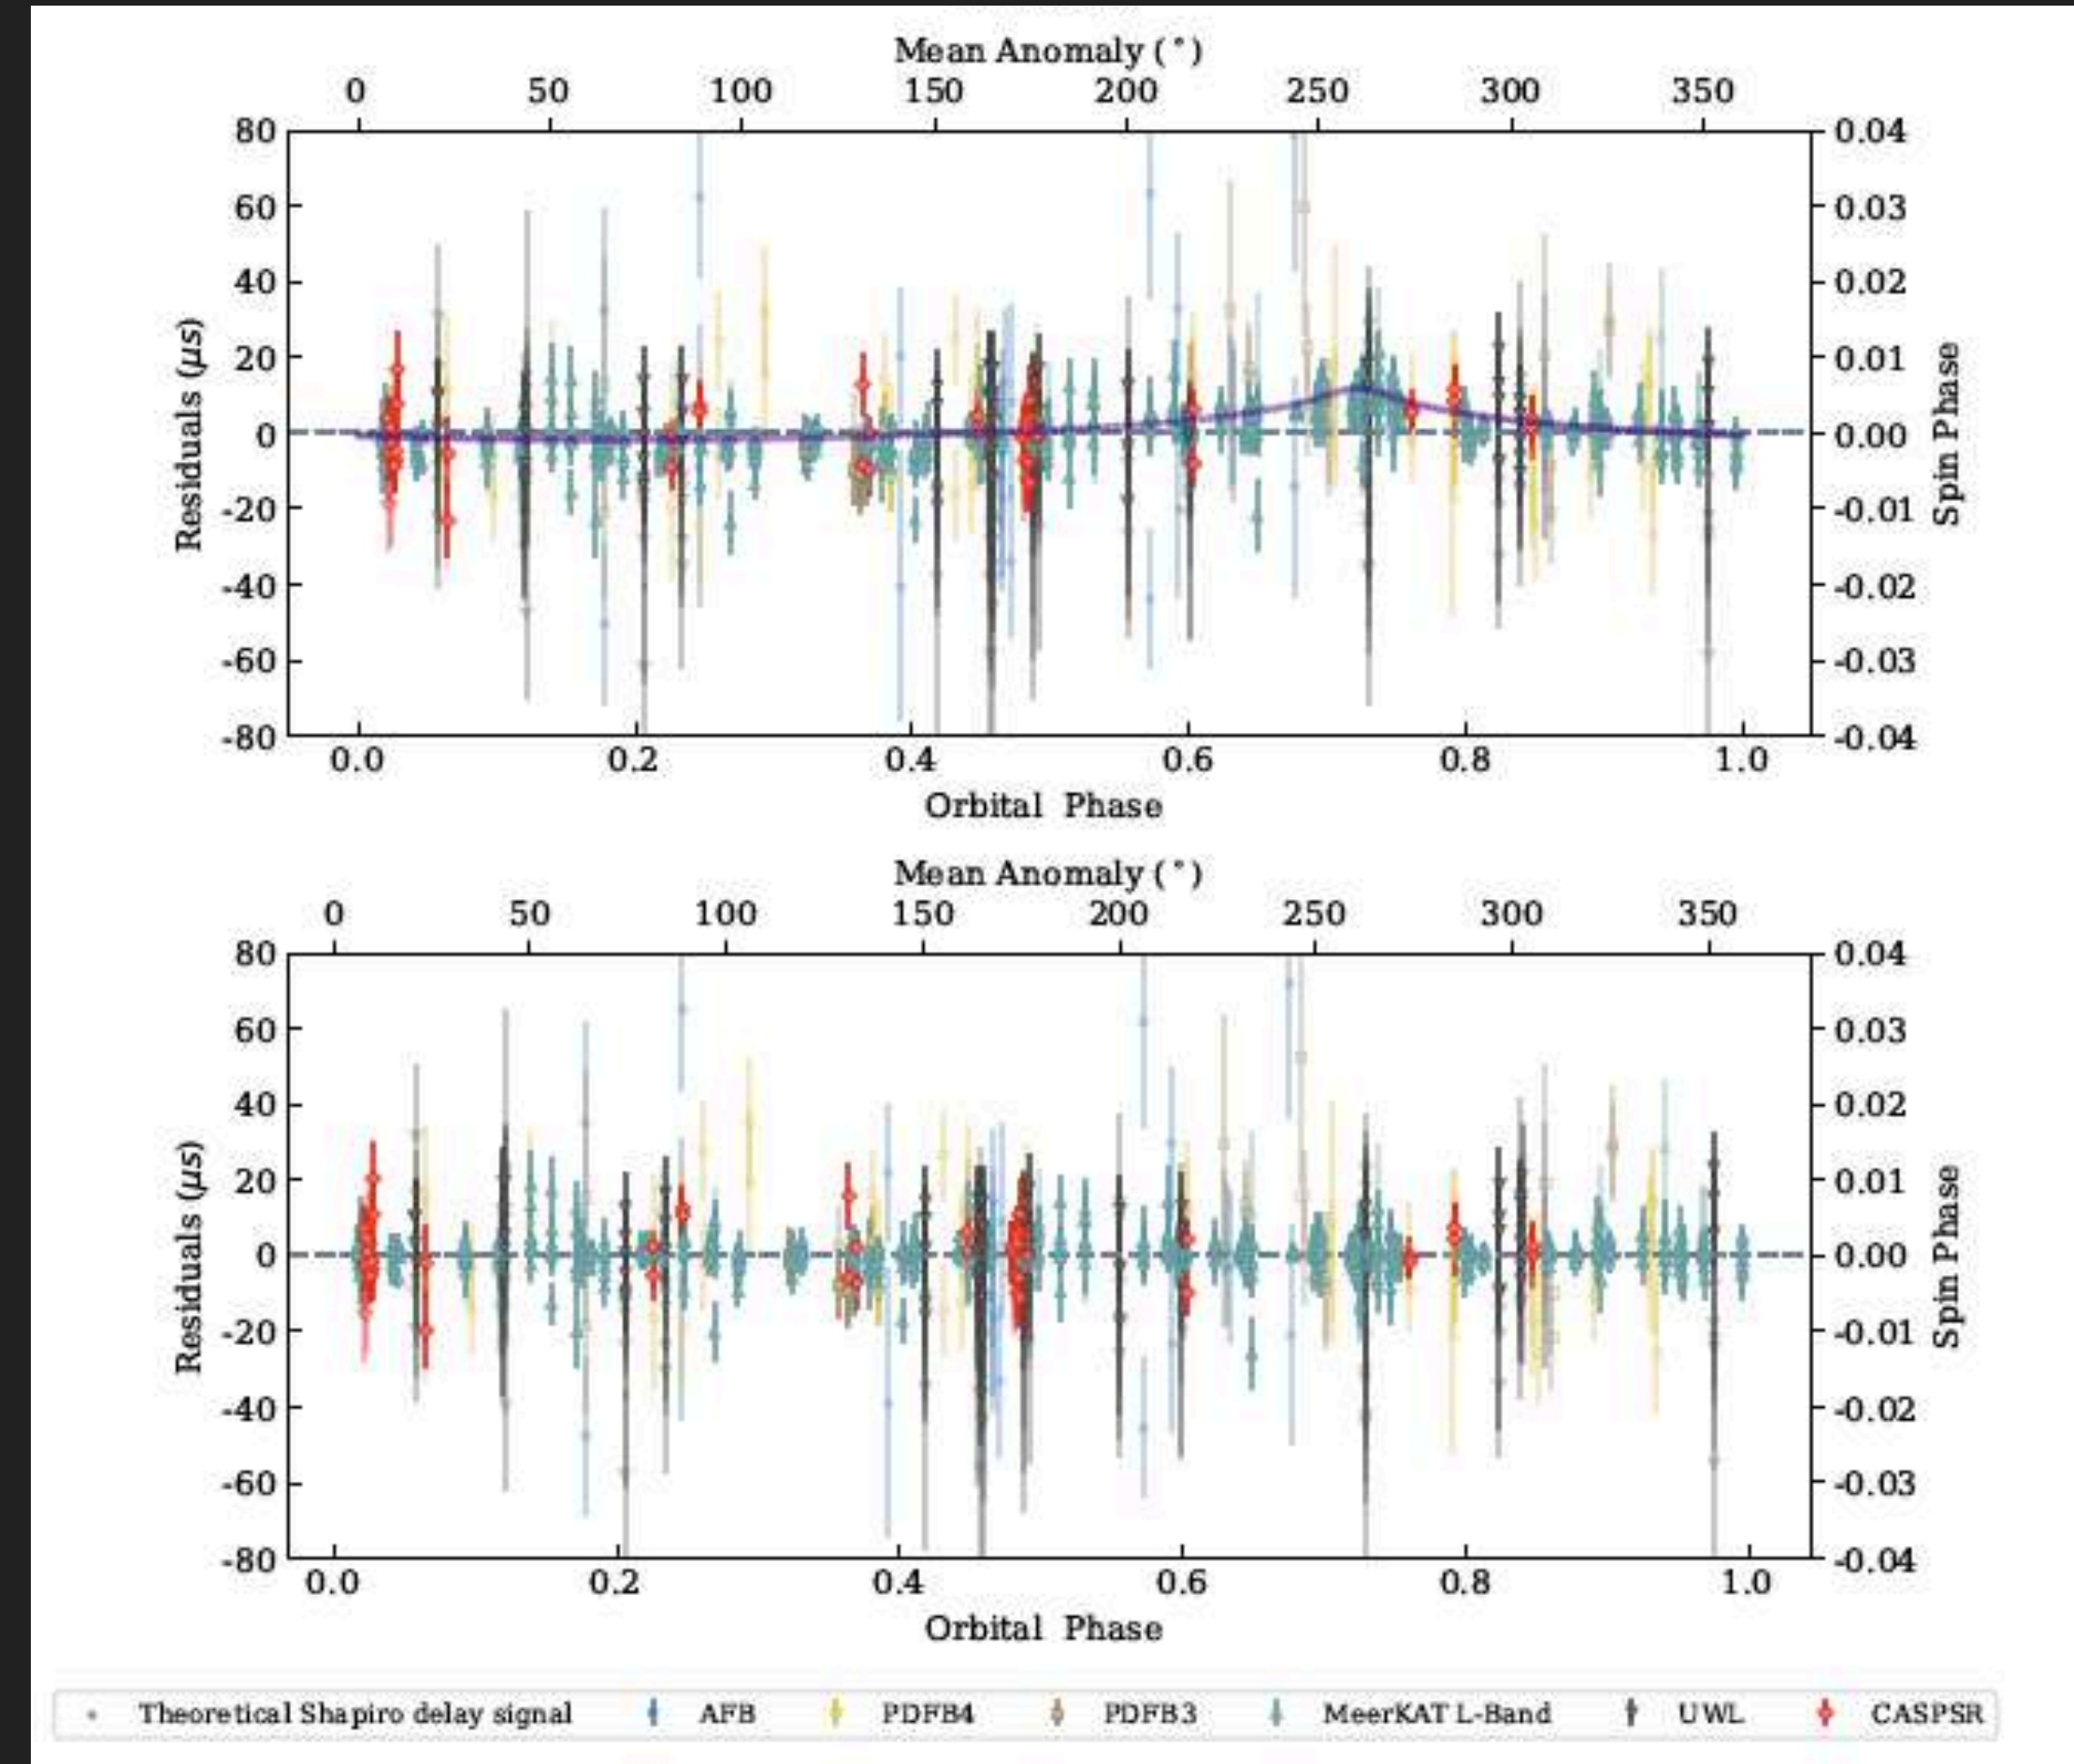 Mean Anomaly (°)
0 50 100 150 200 250 300 350
80 0.04
60 0.03
40 0.02
20 0.01
0 0.00
-20 -0.01
-40 -0.02
-60 -0.03
-80 -0.04
Residuals (μs)
Spin Phase
0.0 0.2 0.4 0.6 0.8 1.0
Orbital Phase
Mean Anomaly (°)
0 50 100 150 200 250 300 350
80 0.04
60 0.03
40 0.02
20 0.01
0 0.00
-20 -0.01
-40 -0.02
-60 -0.03
-80 -0.04
Residuals (μs)
Spin Phase
0.0 0.2 0.4 0.6 0.8 1.0
Orbital Phase
Theoretical Shapiro delay signal AFB PDFB4 PDFB3 MeerKAT L-Band UWL CASPSR